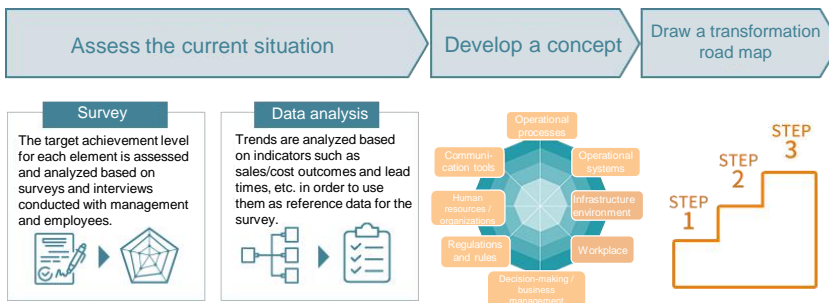 Assess the current situation
Develop a concept
Draw a transformation
road map
Survey
The target achievement level
for each element is assessed
and analyzed based on
surveys and interviews
conducted with management
and employees.
Data analysis
Trends are analyzed based
on indicators such as
sales/cost outcomes and lead
times, etc. in order to use
them as reference data for the
survey.
Operational
processes
Communi-
cation tools
Operational
systems
Human
resources /
organizations
Infrastructure
environment
Regulations
and rules
Workplace
Decision-making /
business
management
STEP
1
STEP
2
STEP
3